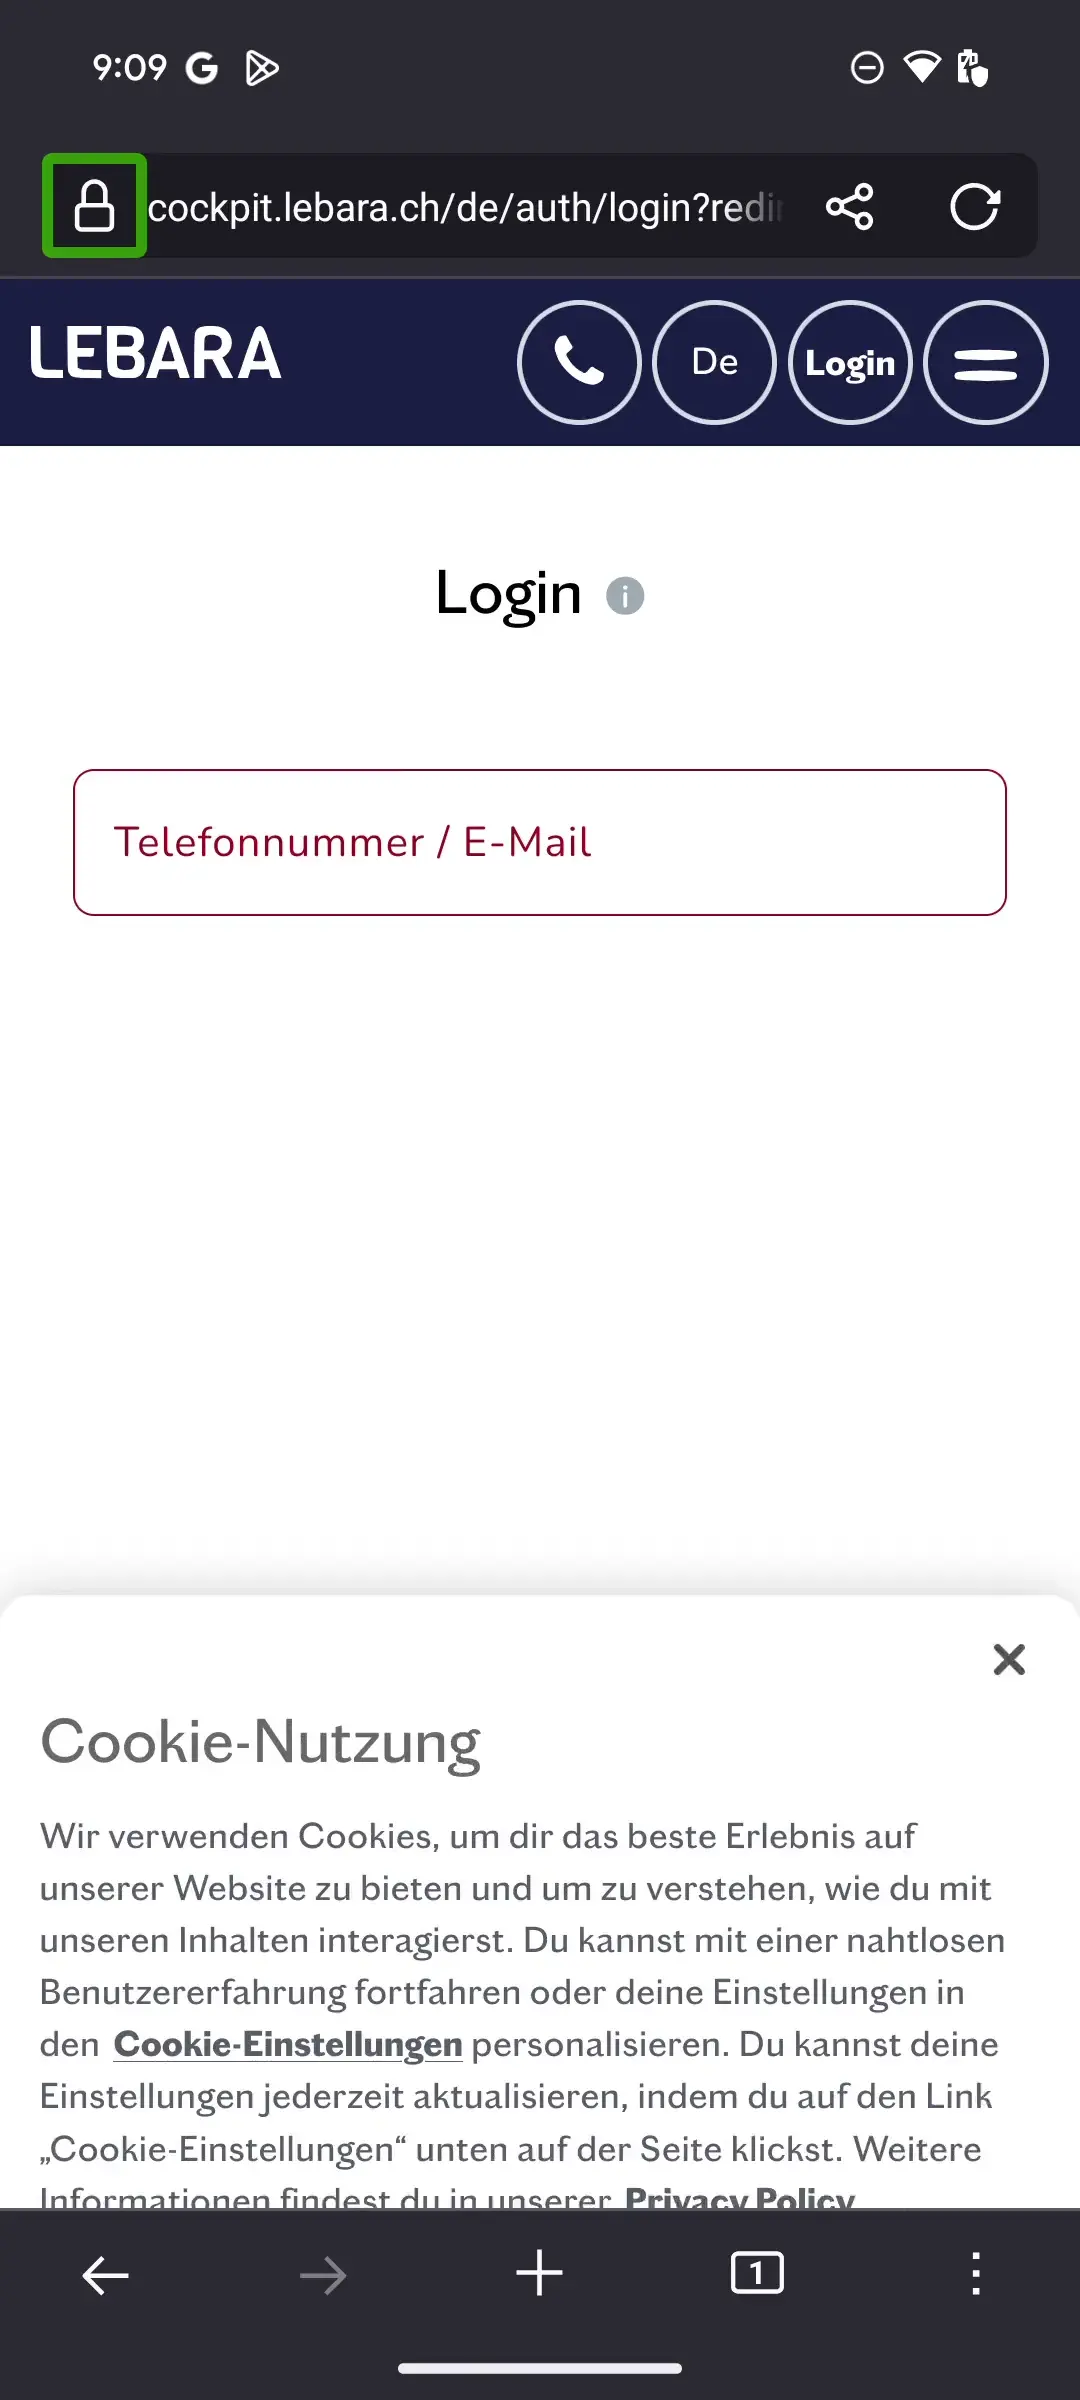 9:09
cockpit.lebara.ch/de/auth/login?redi
LEBARA
De
Login
Login
Telefonnummer / E-Mail
Cookie-Nutzung
Wir verwenden Cookies, um dir das beste Erlebnis auf
unserer Website zu bieten und um zu verstehen, wie du mit
unseren Inhalten interagierst. Du kannst mit einer nahtlosen
Benutzererfahrung fortfahren oder deine Einstellungen in
den Cookie-Einstellungen personalisieren. Du kannst deine
Einstellungen jederzeit aktualisieren, indem du auf den Link
„Cookie-Einstellungen“ unten auf der Seite klickst. Weitere
Informationen findest du in unserer Privacy Policy
1